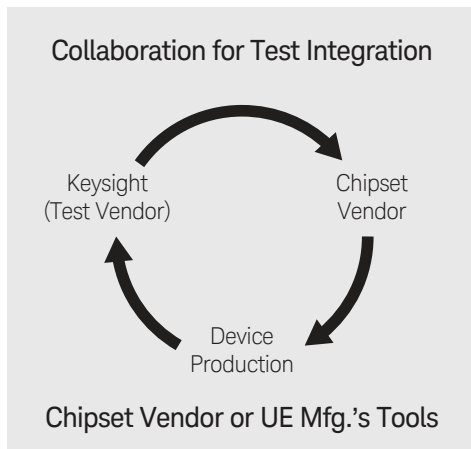 Collaboration for Test Integration
Keysight
(Test Vendor)
Chipset
Vendor
Device
Production
Chipset Vendor or UE Mfg.'s Tools